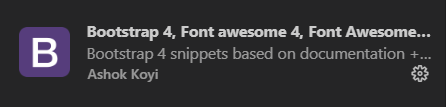 B
Bootstrap 4, Font awesome 4, Font Awesome...
Bootstrap 4 snippets based on documentation +...
Ashok Koyi